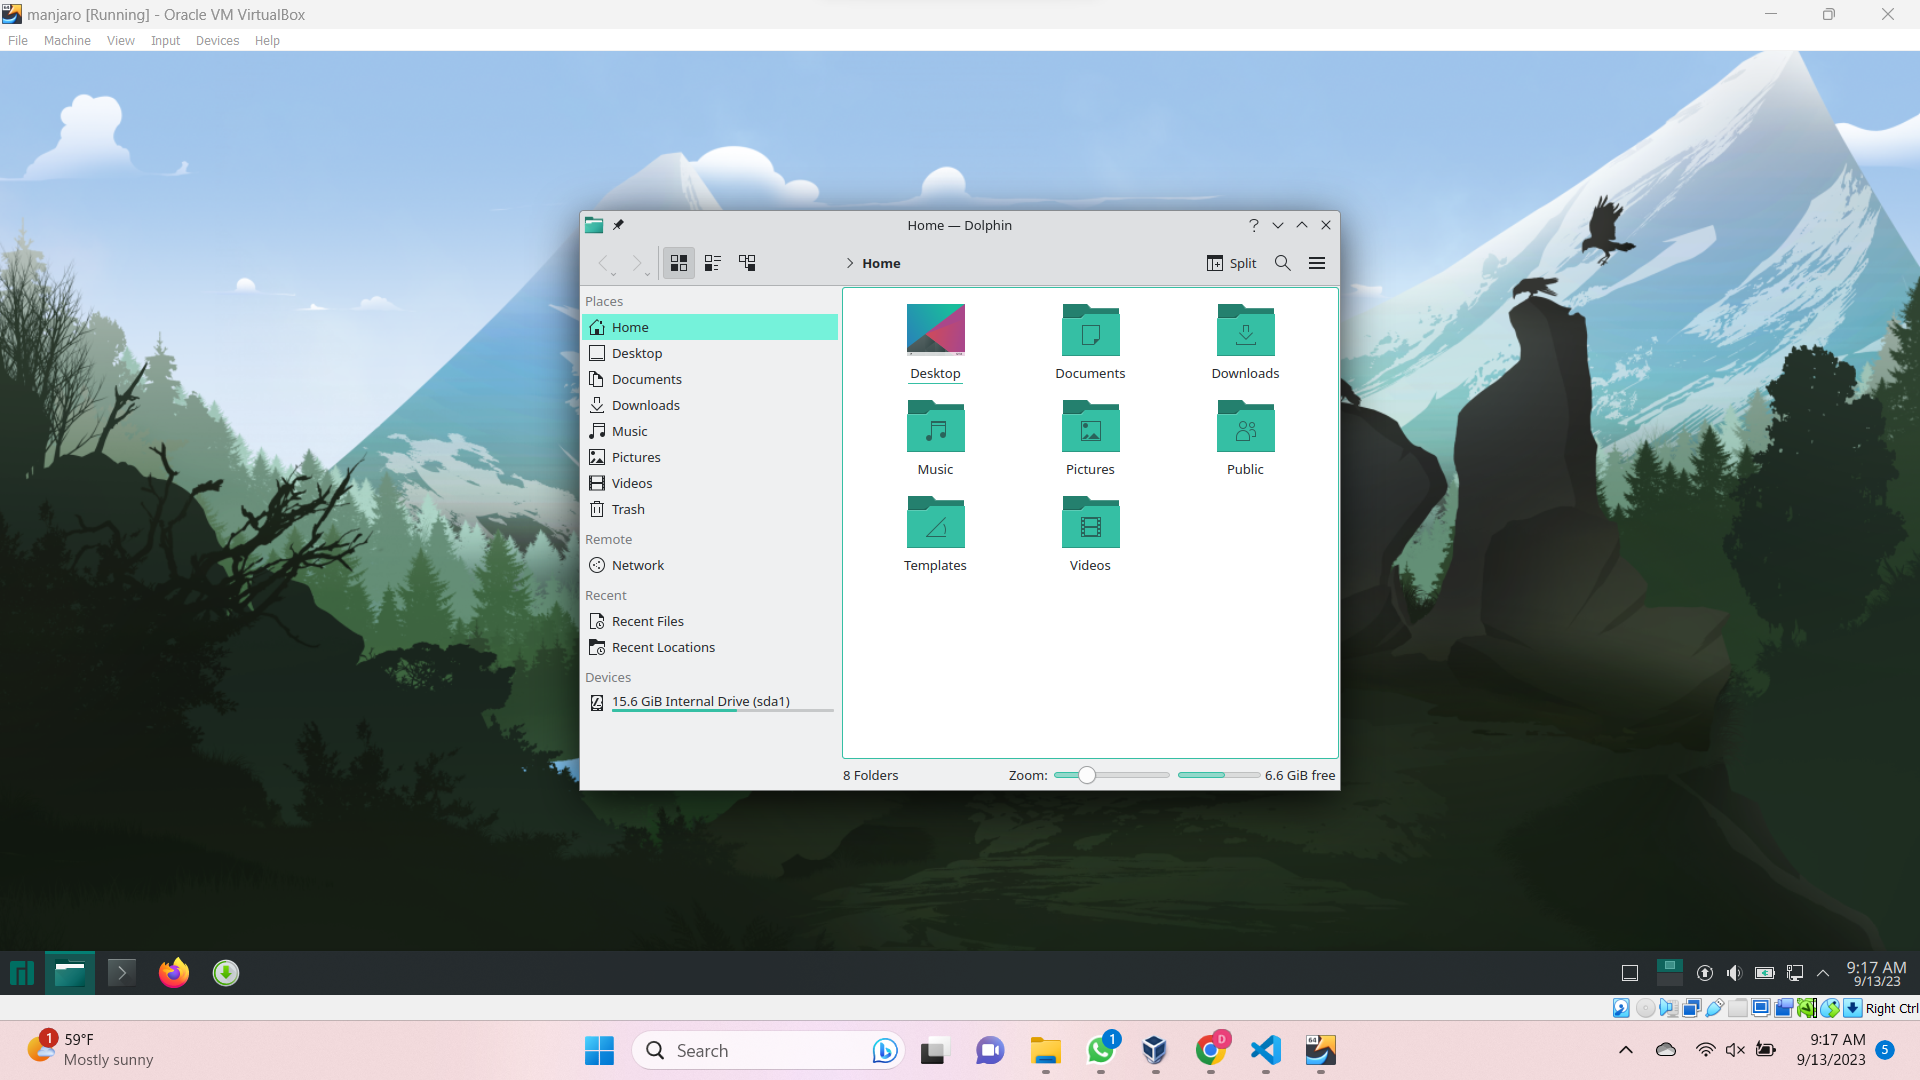 manjaro [Running] - Oracle VM VirtualBox
File Machine View Input Devices Help
Home — Dolphin
Home
Split
Places
Home
Desktop
Documents
Downloads
Music
Pictures
Videos
Trash
Remote
Network
Recent
Recent Files
Recent Locations
Devices
15.6 GiB Internal Drive (sda1)
Desktop Documents Downloads
Music Pictures Public
Templates Videos
8 Folders Zoom: 6.6 GiB free
9:17 AM
9/13/23
Right Ctrl
1
59°F
Mostly sunny
Search
1
D
64
9:17 AM
9/13/2023
5